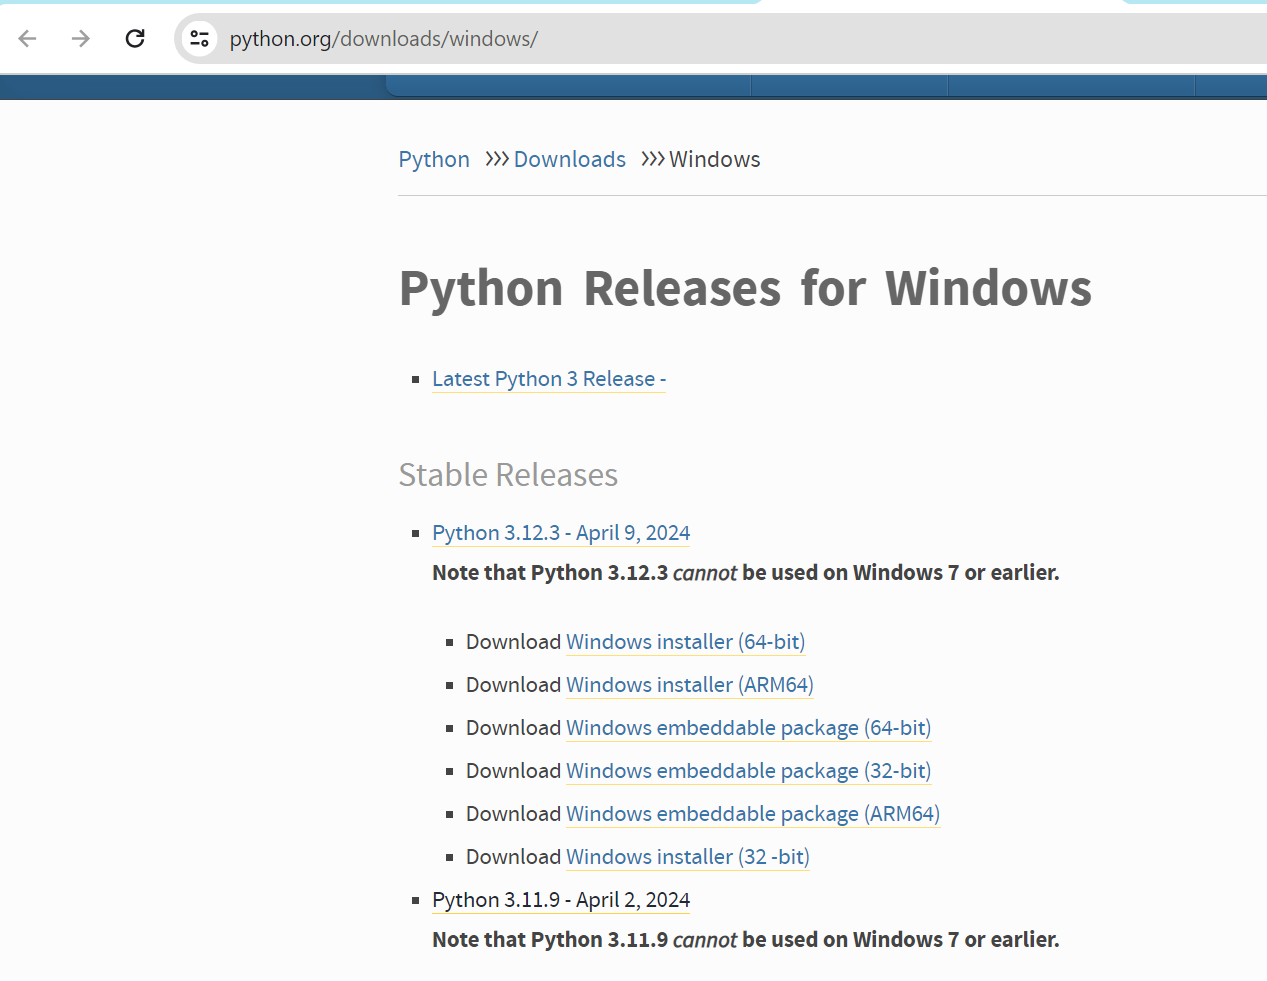 python.org/downloads/windows/
Python >>> Downloads >>> Windows
Python Releases for Windows
Latest Python 3 Release -
Stable Releases
Python 3.12.3 - April 9, 2024
Note that Python 3.12.3 cannot be used on Windows 7 or earlier.
Download Windows installer (64-bit)
Download Windows installer (ARM64)
Download Windows embeddable package (64-bit)
Download Windows embeddable package (32-bit)
Download Windows embeddable package (ARM64)
Download Windows installer (32 -bit)
Python 3.11.9 - April 2, 2024
Note that Python 3.11.9 cannot be used on Windows 7 or earlier.